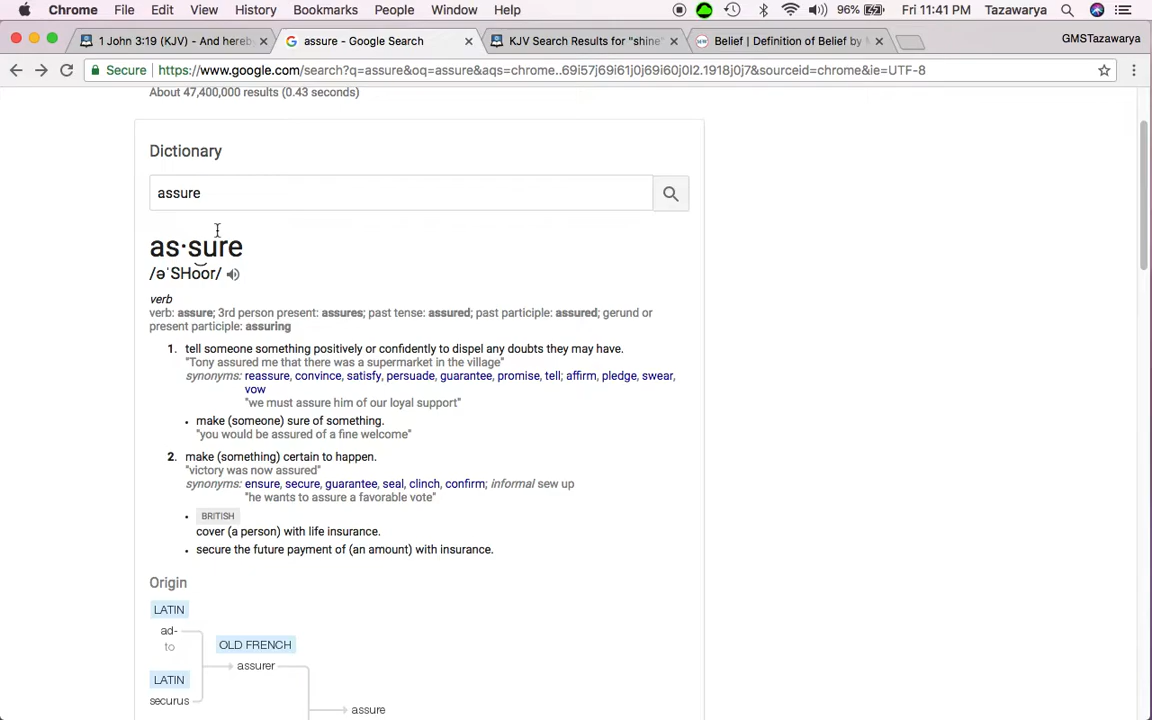 Chrome File Edit View History Bookmarks People Window Help 96% Fri 11:41 PM Tazawarya
1 John 3:19 (KJV) - And hereby assure - Google Search KJV Search Results for "shine" Belief | Definition of Belief by M GMSTazawarya
Secure https://www.google.com/search?q=assure&oq=assure&aqs=chrome..69i57j69i61j0j69i60j0l2.1918j0j7&sourceid=chrome&ie=UTF-8
About 47,400,000 results (0.43 seconds)
Dictionary
assure
as·sure
/əˈSHo͝or/
verb
verb: assure; 3rd person present: assures; past tense: assured; past participle: assured; gerund or
present participle: assuring
1. tell someone something positively or confidently to dispel any doubts they may have.
"Tony assured me that there was a supermarket in the village"
synonyms: reassure, convince, satisfy, persuade, guarantee, promise, tell; affirm, pledge, swear,
vow
"we must assure him of our loyal support"
• make (someone) sure of something.
"you would be assured of a fine welcome"
2. make (something) certain to happen.
"victory was now assured"
synonyms: ensure, secure, guarantee, seal, clinch, confirm; informal sew up
"he wants to assure a favorable vote"
• BRITISH
cover (a person) with life insurance.
• secure the future payment of (an amount) with insurance.
Origin
LATIN
ad-
to
OLD FRENCH
assurer
LATIN
securus
assure